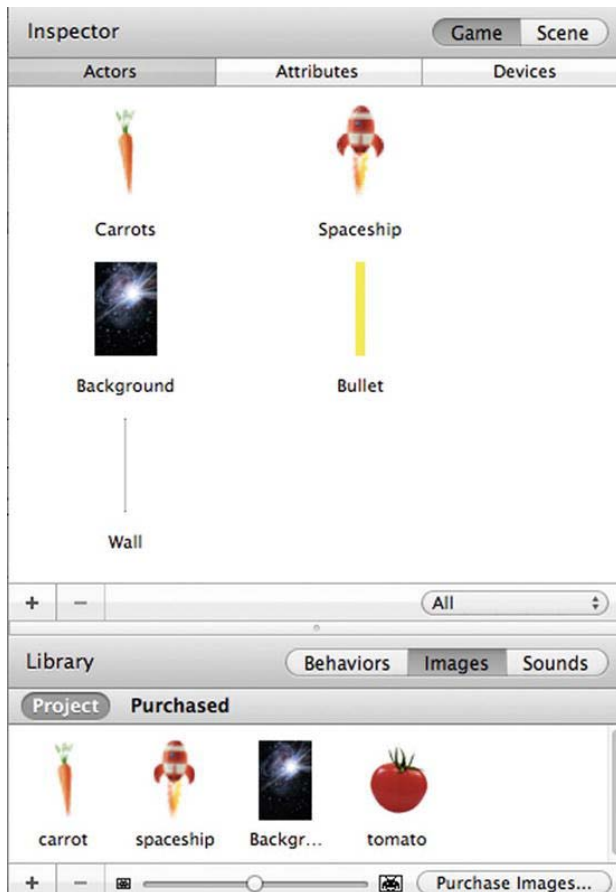 Inspector Game Scene
Actors Attributes Devices
Carrots Spaceship
Background Bullet
Wall
+ − All
Library Behaviors Images Sounds
Project Purchased
carrot spaceship Backgr... tomato
+ − Purchase Images...